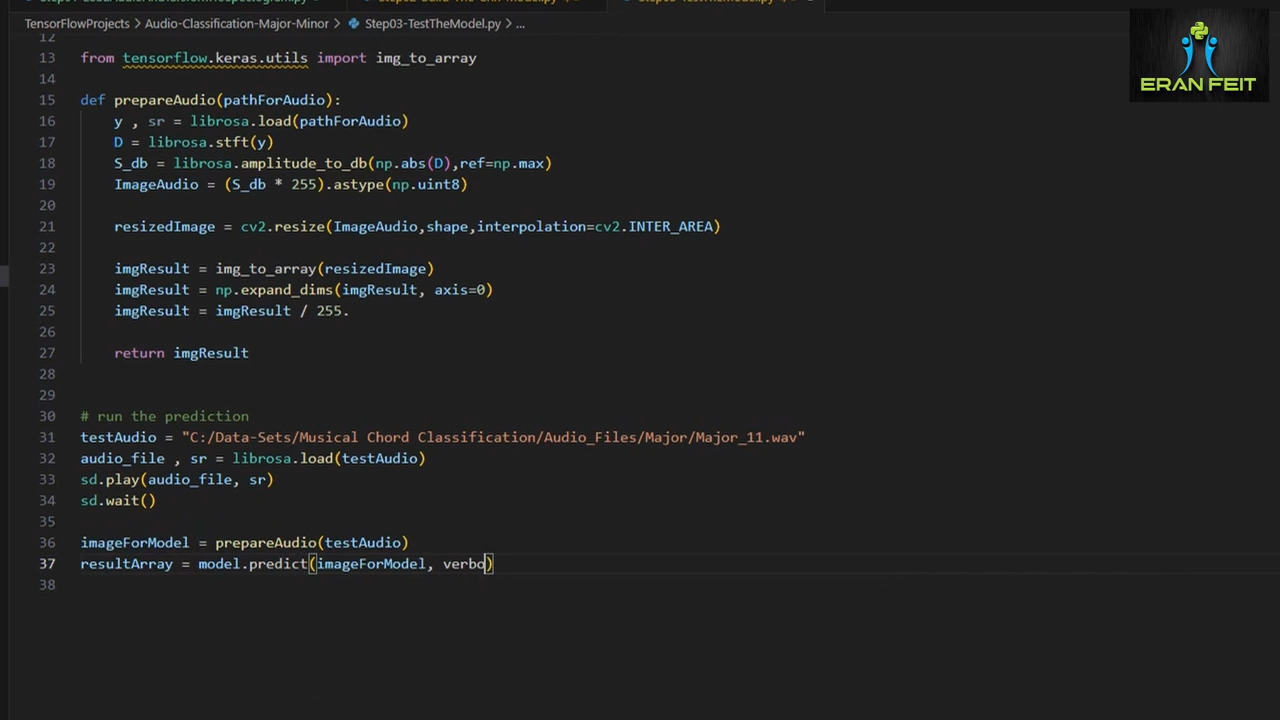 TensorFlowProjects > Audio-Classification-Major-Minor > Step03-TestTheModel.py > ...
ERAN FEIT
12
13 from tensorflow.keras.utils import img_to_array
14
15 def prepareAudio(pathForAudio):
16 y , sr = librosa.load(pathForAudio)
17 D = librosa.stft(y)
18 S_db = librosa.amplitude_to_db(np.abs(D),ref=np.max)
19 ImageAudio = (S_db * 255).astype(np.uint8)
20
21 resizedImage = cv2.resize(ImageAudio,shape,interpolation=cv2.INTER_AREA)
22
23 imgResult = img_to_array(resizedImage)
24 imgResult = np.expand_dims(imgResult, axis=0)
25 imgResult = imgResult / 255.
26
27 return imgResult
28
29
30 # run the prediction
31 testAudio = "C:/Data-Sets/Musical Chord Classification/Audio_Files/Major/Major_11.wav"
32 audio_file , sr = librosa.load(testAudio)
33 sd.play(audio_file, sr)
34 sd.wait()
35
36 imageForModel = prepareAudio(testAudio)
37 resultArray = model.predict(imageForModel, verbo)
38